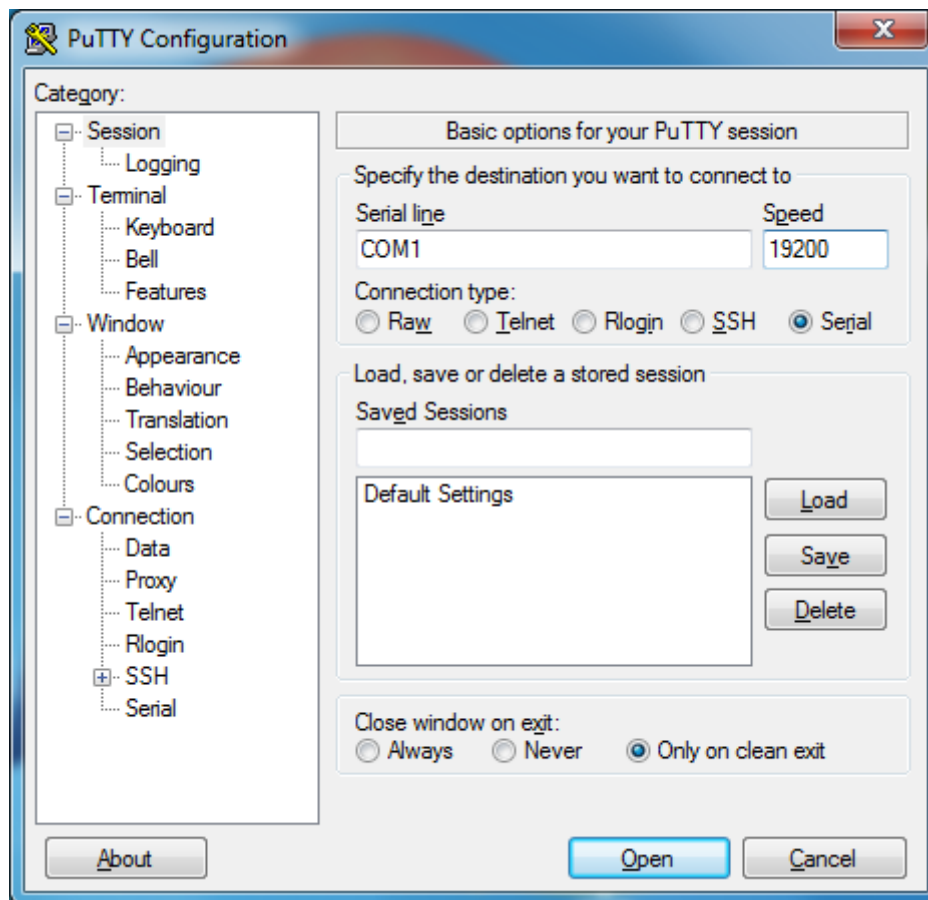 PuTTY Configuration
Category:
Session
Logging
Terminal
Keyboard
Bell
Features
Window
Appearance
Behaviour
Translation
Selection
Colours
Connection
Data
Proxy
Telnet
Rlogin
SSH
Serial
Basic options for your PuTTY session
Specify the destination you want to connect to
Serial line Speed
COM1 19200
Connection type:
Raw Telnet Rlogin SSH Serial
Load, save or delete a stored session
Saved Sessions
Default Settings
Load
Save
Delete
Close window on exit:
Always Never Only on clean exit
About Open Cancel